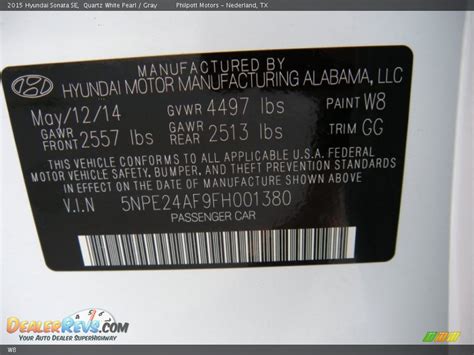 2015 Hyundai Sonata SE, Quartz White Pearl / Gray Philpott Motors - Nederland, TX
MANUFACTURED BY
HYUNDAI MOTOR MANUFACTURING ALABAMA, LLC
May/12/14 GVWR 4497 lbs PAINT W8
GAWR FRONT 2557 lbs GAWR REAR 2513 lbs TRIM GG
THIS VEHICLE CONFORMS TO ALL APPLICABLE U.S.A. FEDERAL
MOTOR VEHICLE SAFETY, BUMPER, AND THEFT PREVENTION STANDARDS
IN EFFECT ON THE DATE OF MANUFACTURE SHOWN ABOVE.
V.I.N 5NPE24AF9FH001380
PASSENGER CAR
DealerRevs.com
Your Auto Dealer SuperHighway
W8